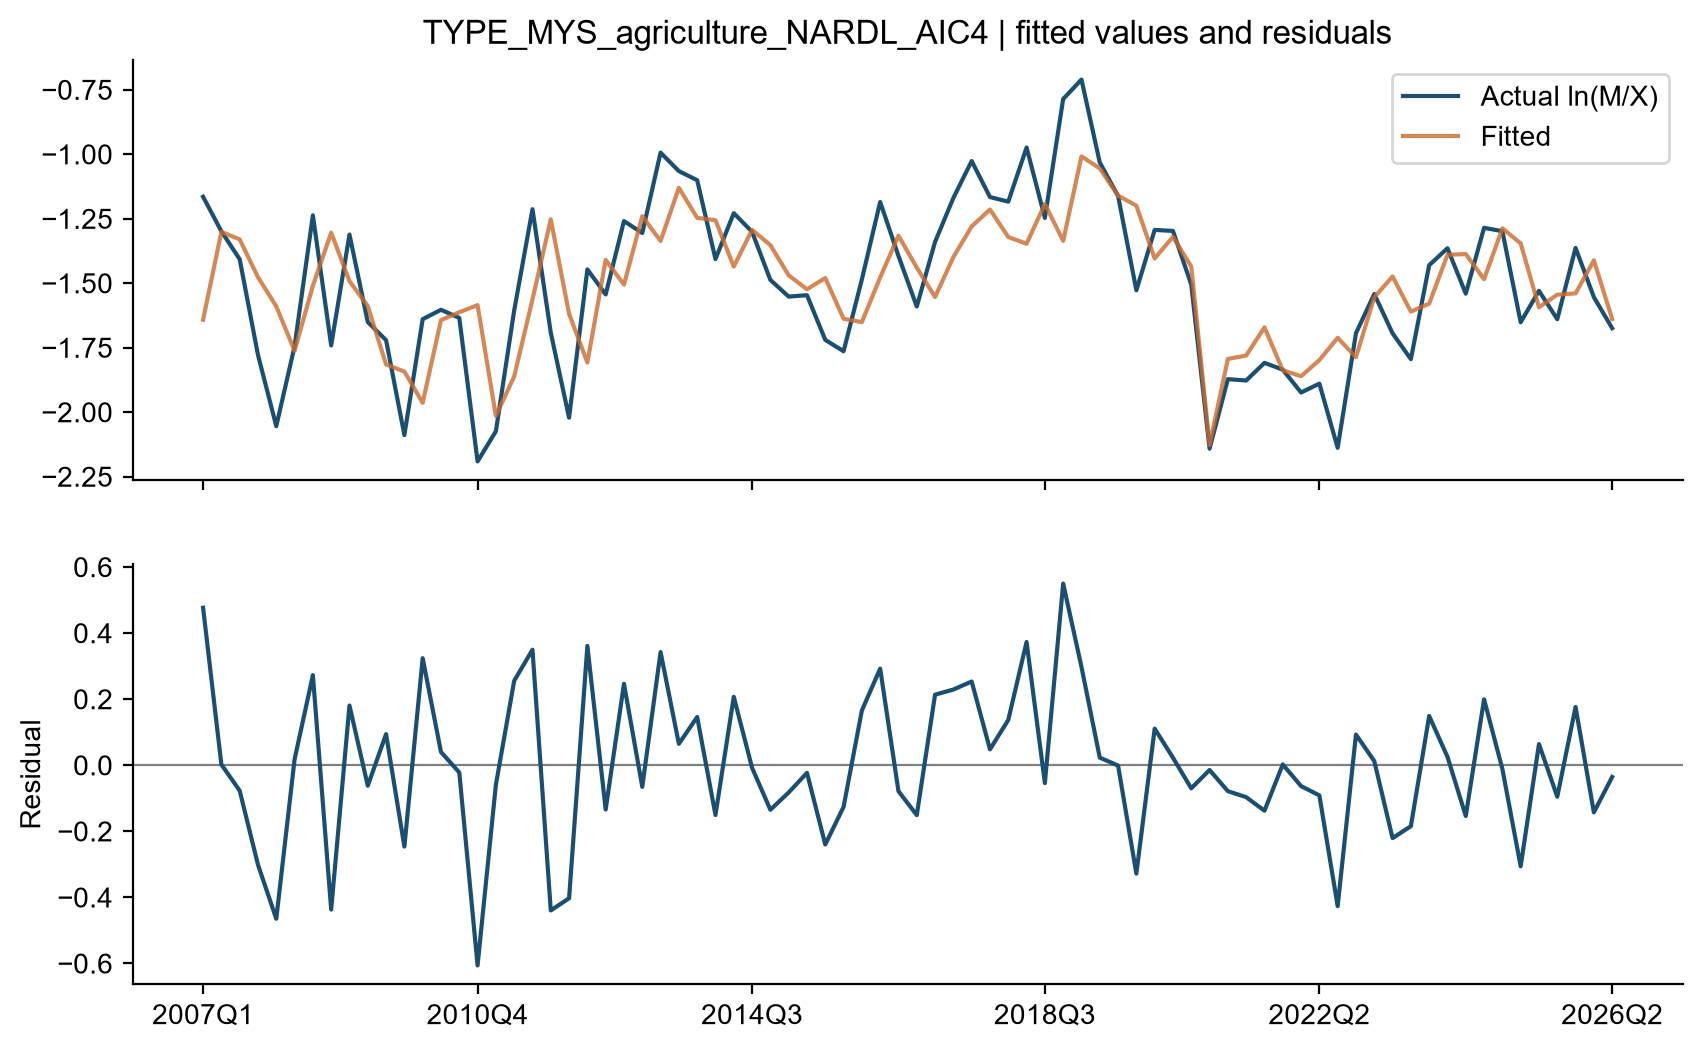 TYPE_MYS_agriculture_NARDL_AIC4 | fitted values and residuals
Actual ln(M/X)
Fitted
−0.75
−1.00
−1.25
−1.50
−1.75
−2.00
−2.25
Residual
0.6
0.4
0.2
0.0
−0.2
−0.4
−0.6
2007Q1 2010Q4 2014Q3 2018Q3 2022Q2 2026Q2